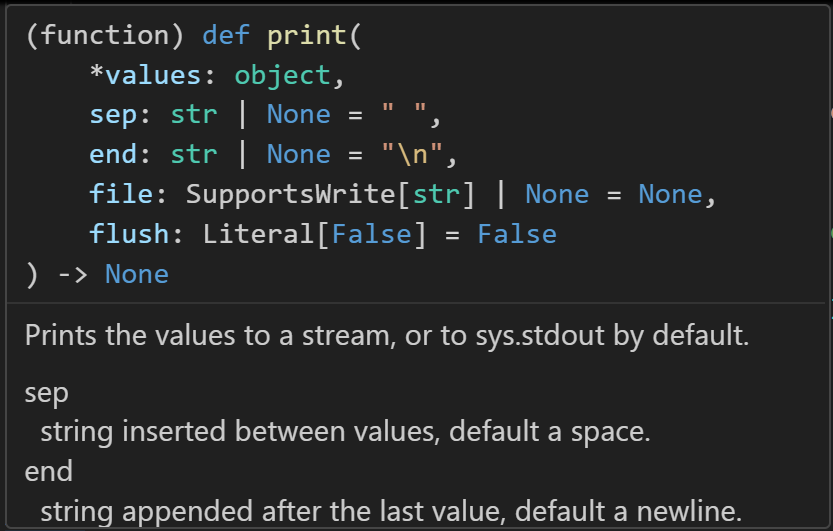 (function) def print(
    *values: object,
    sep: str | None = " ",
    end: str | None = "\n",
    file: SupportsWrite[str] | None = None,
    flush: Literal[False] = False
) -> None
Prints the values to a stream, or to sys.stdout by default.
sep
  string inserted between values, default a space.
end
  string appended after the last value, default a newline.